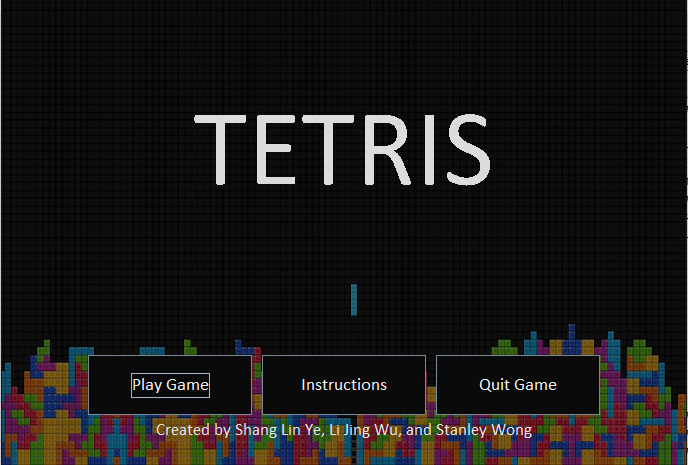 TETRIS
Play Game
Instructions
Quit Game
Created by Shang Lin Ye, Li Jing Wu, and Stanley Wong